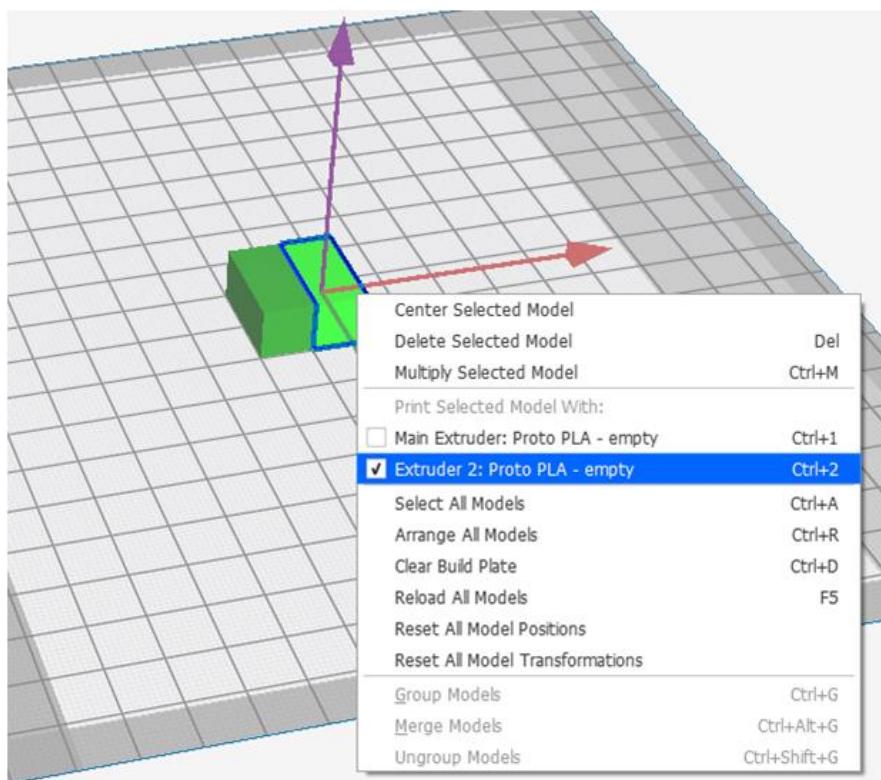 Center Selected Model
Delete Selected Model Del
Multiply Selected Model Ctrl+M
Print Selected Model With:
Main Extruder: Proto PLA - empty Ctrl+1
Extruder 2: Proto PLA - empty Ctrl+2
Select All Models Ctrl+A
Arrange All Models Ctrl+R
Clear Build Plate Ctrl+D
Reload All Models F5
Reset All Model Positions
Reset All Model Transformations
Group Models Ctrl+G
Merge Models Ctrl+Alt+G
Ungroup Models Ctrl+Shift+G